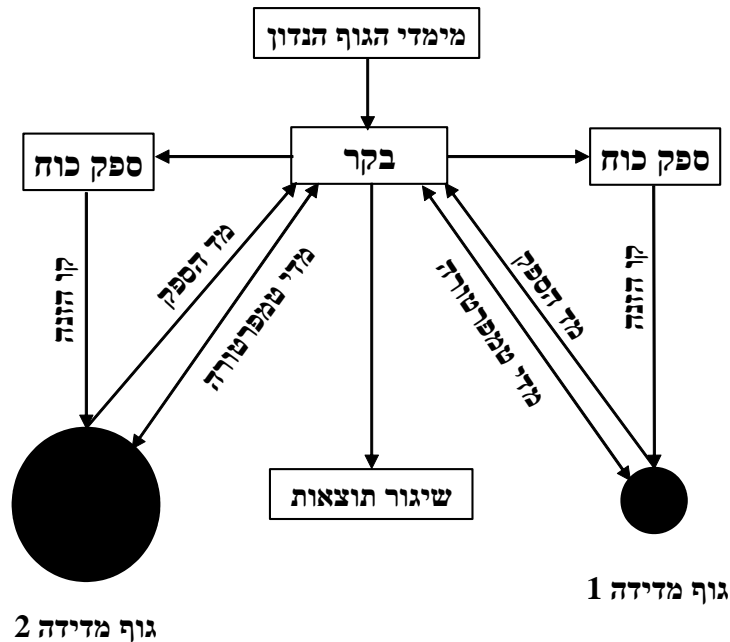 מימדי הגוף הנדון
ספק כוח
בקר
ספק כוח
קו הזנה
מד הספק
מדי טמפרטורה
מדי טמפרטורה
מד הספק
קו הזנה
שיגור תוצאות
גוף מדידה 1
גוף מדידה 2